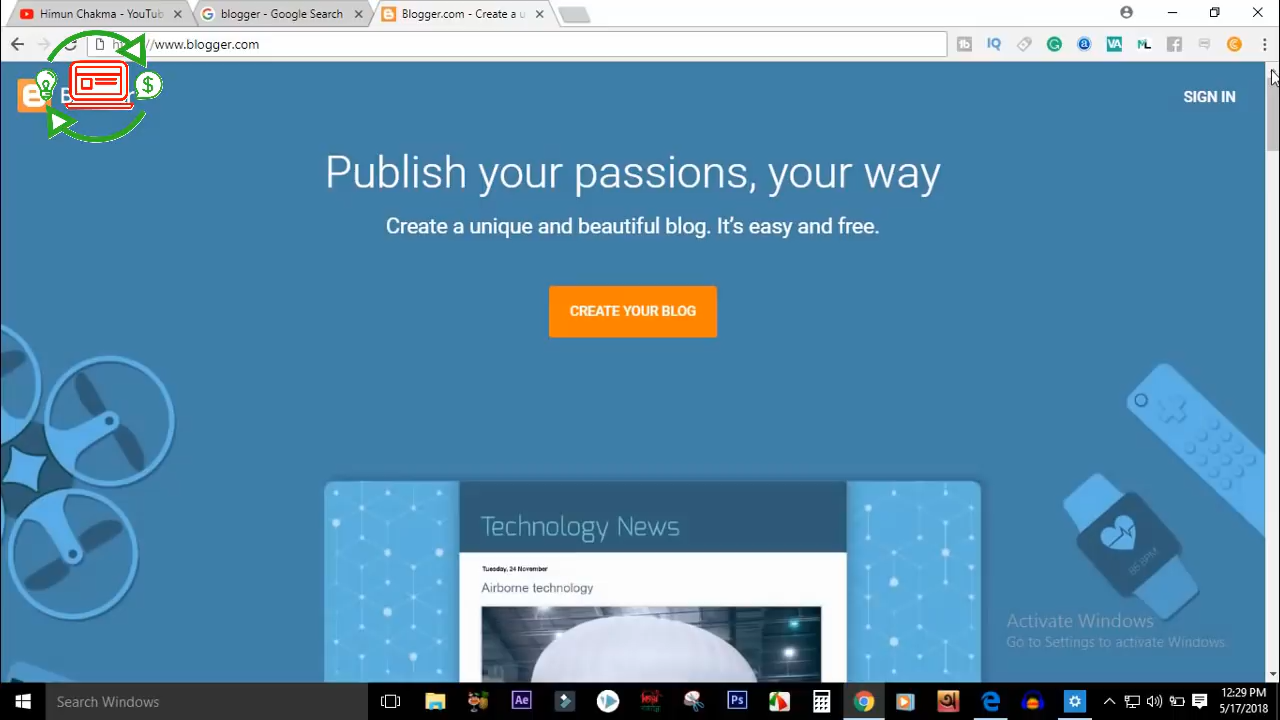 Himun Chakma - YouTub
blogger - Google Search
Blogger.com - Create a u
www.blogger.com
SIGN IN
Publish your passions, your way
Create a unique and beautiful blog. It's easy and free.
CREATE YOUR BLOG
Technology News
Tuesday, 24 November
Airborne technology
86 BPM
Activate Windows
Go to Settings to activate Windows.
Search Windows
Ae
Ps
12:29 PM
5/17/2018